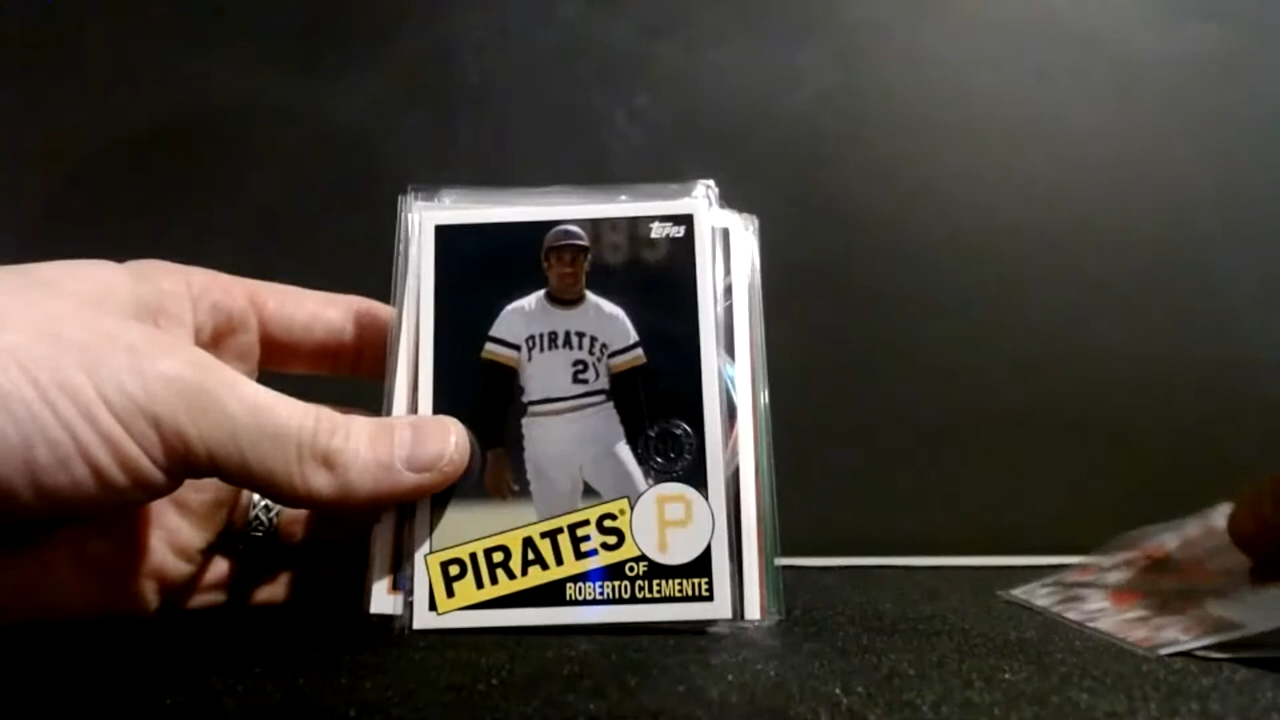 Topps
PIRATES
21
PIRATES®
P
OF
ROBERTO CLEMENTE